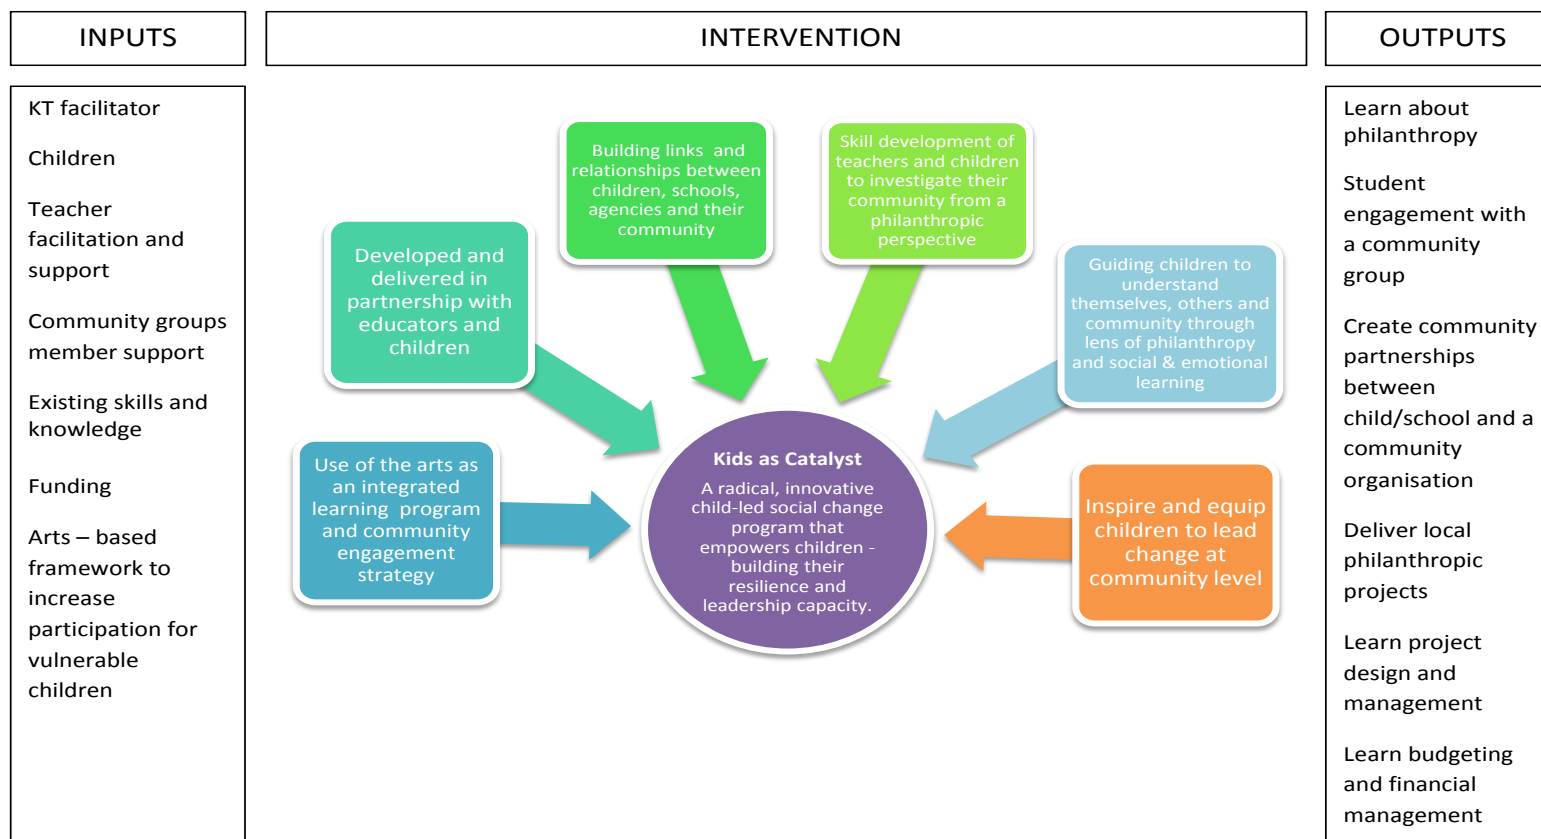 INPUTS
INTERVENTION
OUTPUTS
KT facilitator
Children
Teacher
facilitation and
support
Community groups
member support
Existing skills and
knowledge
Funding
Arts – based
framework to
increase
participation for
vulnerable
children
Use of the arts as
an integrated
learning program
and community
engagement
strategy
Developed and
delivered in
partnership with
educators and
children
Building links and
relationships between
children, schools,
agencies and their
community
Skill development of
teachers and children
to investigate their
community from a
philanthropic
perspective
Guiding children to
understand
themselves, others and
community through
lens of philanthropy
and social & emotional
learning
Inspire and equip
children to lead
change at
community level
Kids as Catalyst
A radical, innovative
child-led social change
program that
empowers children -
building their
resilience and
leadership capacity.
Learn about
philanthropy
Student
engagement with
a community
group
Create community
partnerships
between
child/school and a
community
organisation
Deliver local
philanthropic
projects
Learn project
design and
management
Learn budgeting
and financial
management